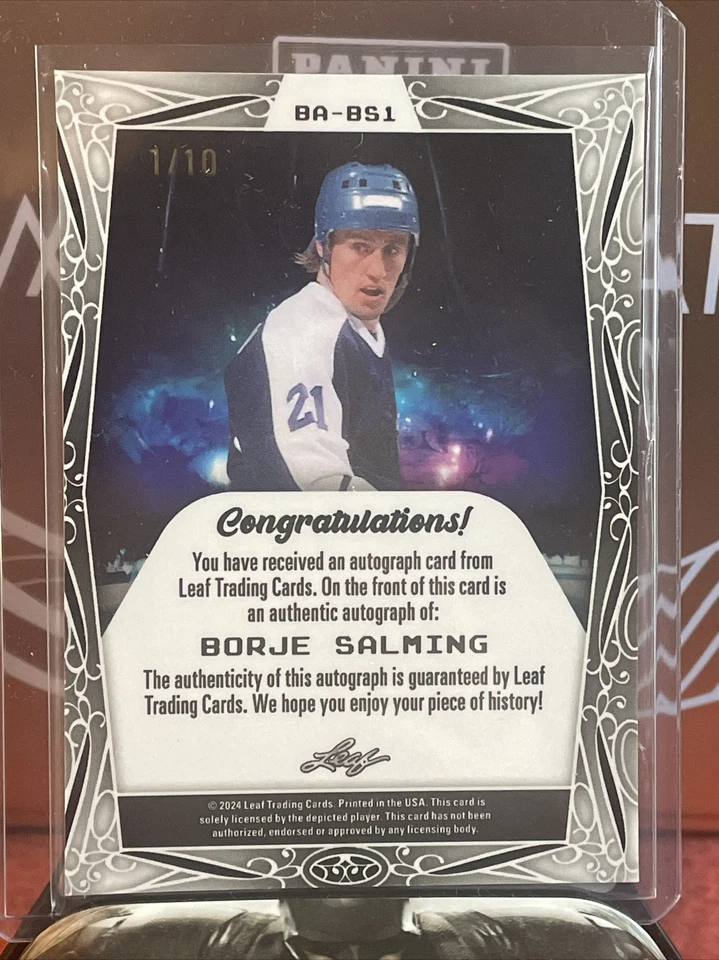 PANINI
BA-BS1
1/10
21
Congratulations!
You have received an autograph card from
Leaf Trading Cards. On the front of this card is
an authentic autograph of:
BORJE SALMING
The authenticity of this autograph is guaranteed by Leaf
Trading Cards. We hope you enjoy your piece of history!
Leaf
© 2024 Leaf Trading Cards. Printed in the USA. This card is
solely licensed by the depicted player. This card has not been
authorized, endorsed or approved by any licensing body.